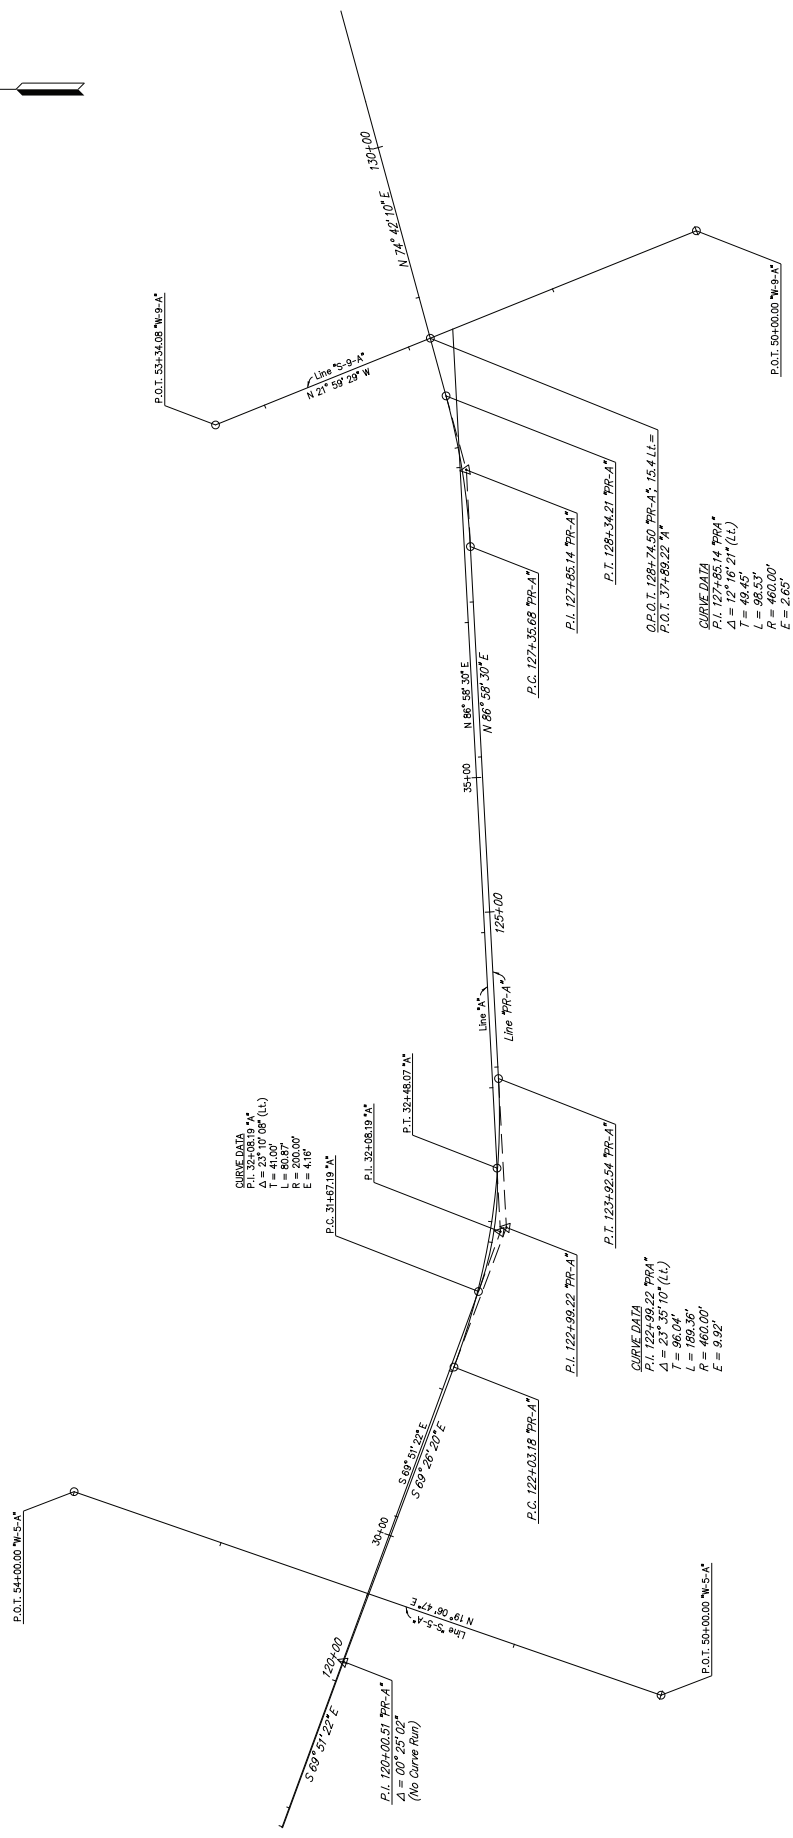 P.O.T. 54+00.00 "W-5-A"
P.I. 120+00.51 "PR-A"
Δ = 00° 25' 02"
(No Curve Run)
S 69° 51' 22" E
120+00
Line "S-5-A"
N 19° 06' 47" E
P.O.T. 50+00.00 "W-5-A"
30+00
S 69° 51' 22" E
S 69° 26' 20" E
P.C. 122+03.18 "PR-A"
CURVE DATA
P.I. 32+08.19 "A"
Δ = 23° 10' 08" (Lt.)
T = 41.00'
L = 80.87'
R = 200.00'
E = 4.16'
P.C. 31+67.19 "A"
P.I. 32+08.19 "A"
P.T. 32+48.07 "A"
P.I. 122+99.22 "PR-A"
P.T. 123+92.54 "PR-A"
CURVE DATA
P.I. 122+99.22 "PRA"
Δ = 23° 35' 10" (Lt.)
T = 96.04'
L = 189.36'
R = 460.00'
E = 9.92'
Line "A"
Line "PR-A"
125+00
35+00
N 86° 58' 30" E
N 86° 58' 30" E
P.C. 127+35.68 "PR-A"
P.I. 127+85.14 "PR-A"
P.T. 128+34.21 "PR-A"
O.P.O.T. 128+74.50 "PR-A"; 15.4 Lt.=
P.O.T. 37+89.22 "A"
CURVE DATA
P.I. 127+85.14 "PRA"
Δ = 12° 16' 21" (Lt.)
T = 49.45'
L = 98.53'
R = 460.00'
E = 2.65'
P.O.T. 53+34.08 "W-9-A"
Line "S-9-A"
N 21° 59' 29" W
N 74° 42' 10" E
130+00
P.O.T. 50+00.00 "W-9-A"